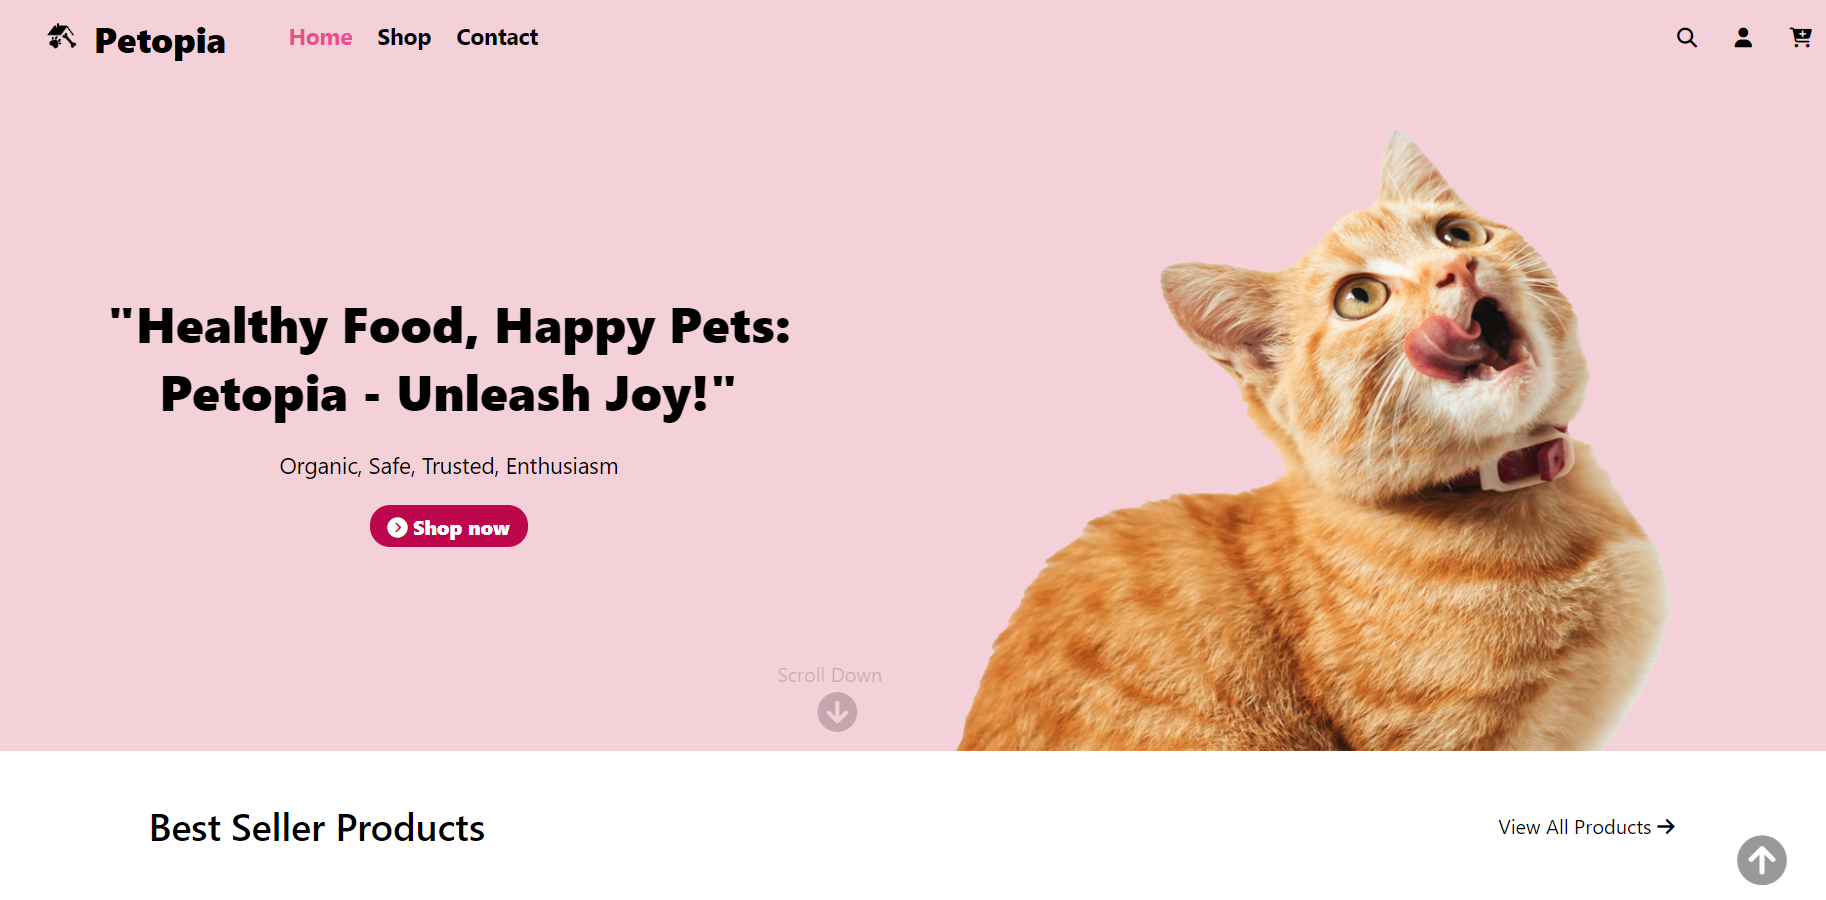 Petopia
Home Shop Contact
"Healthy Food, Happy Pets:
Petopia - Unleash Joy!"
Organic, Safe, Trusted, Enthusiasm
Shop now
Scroll Down
Best Seller Products
View All Products